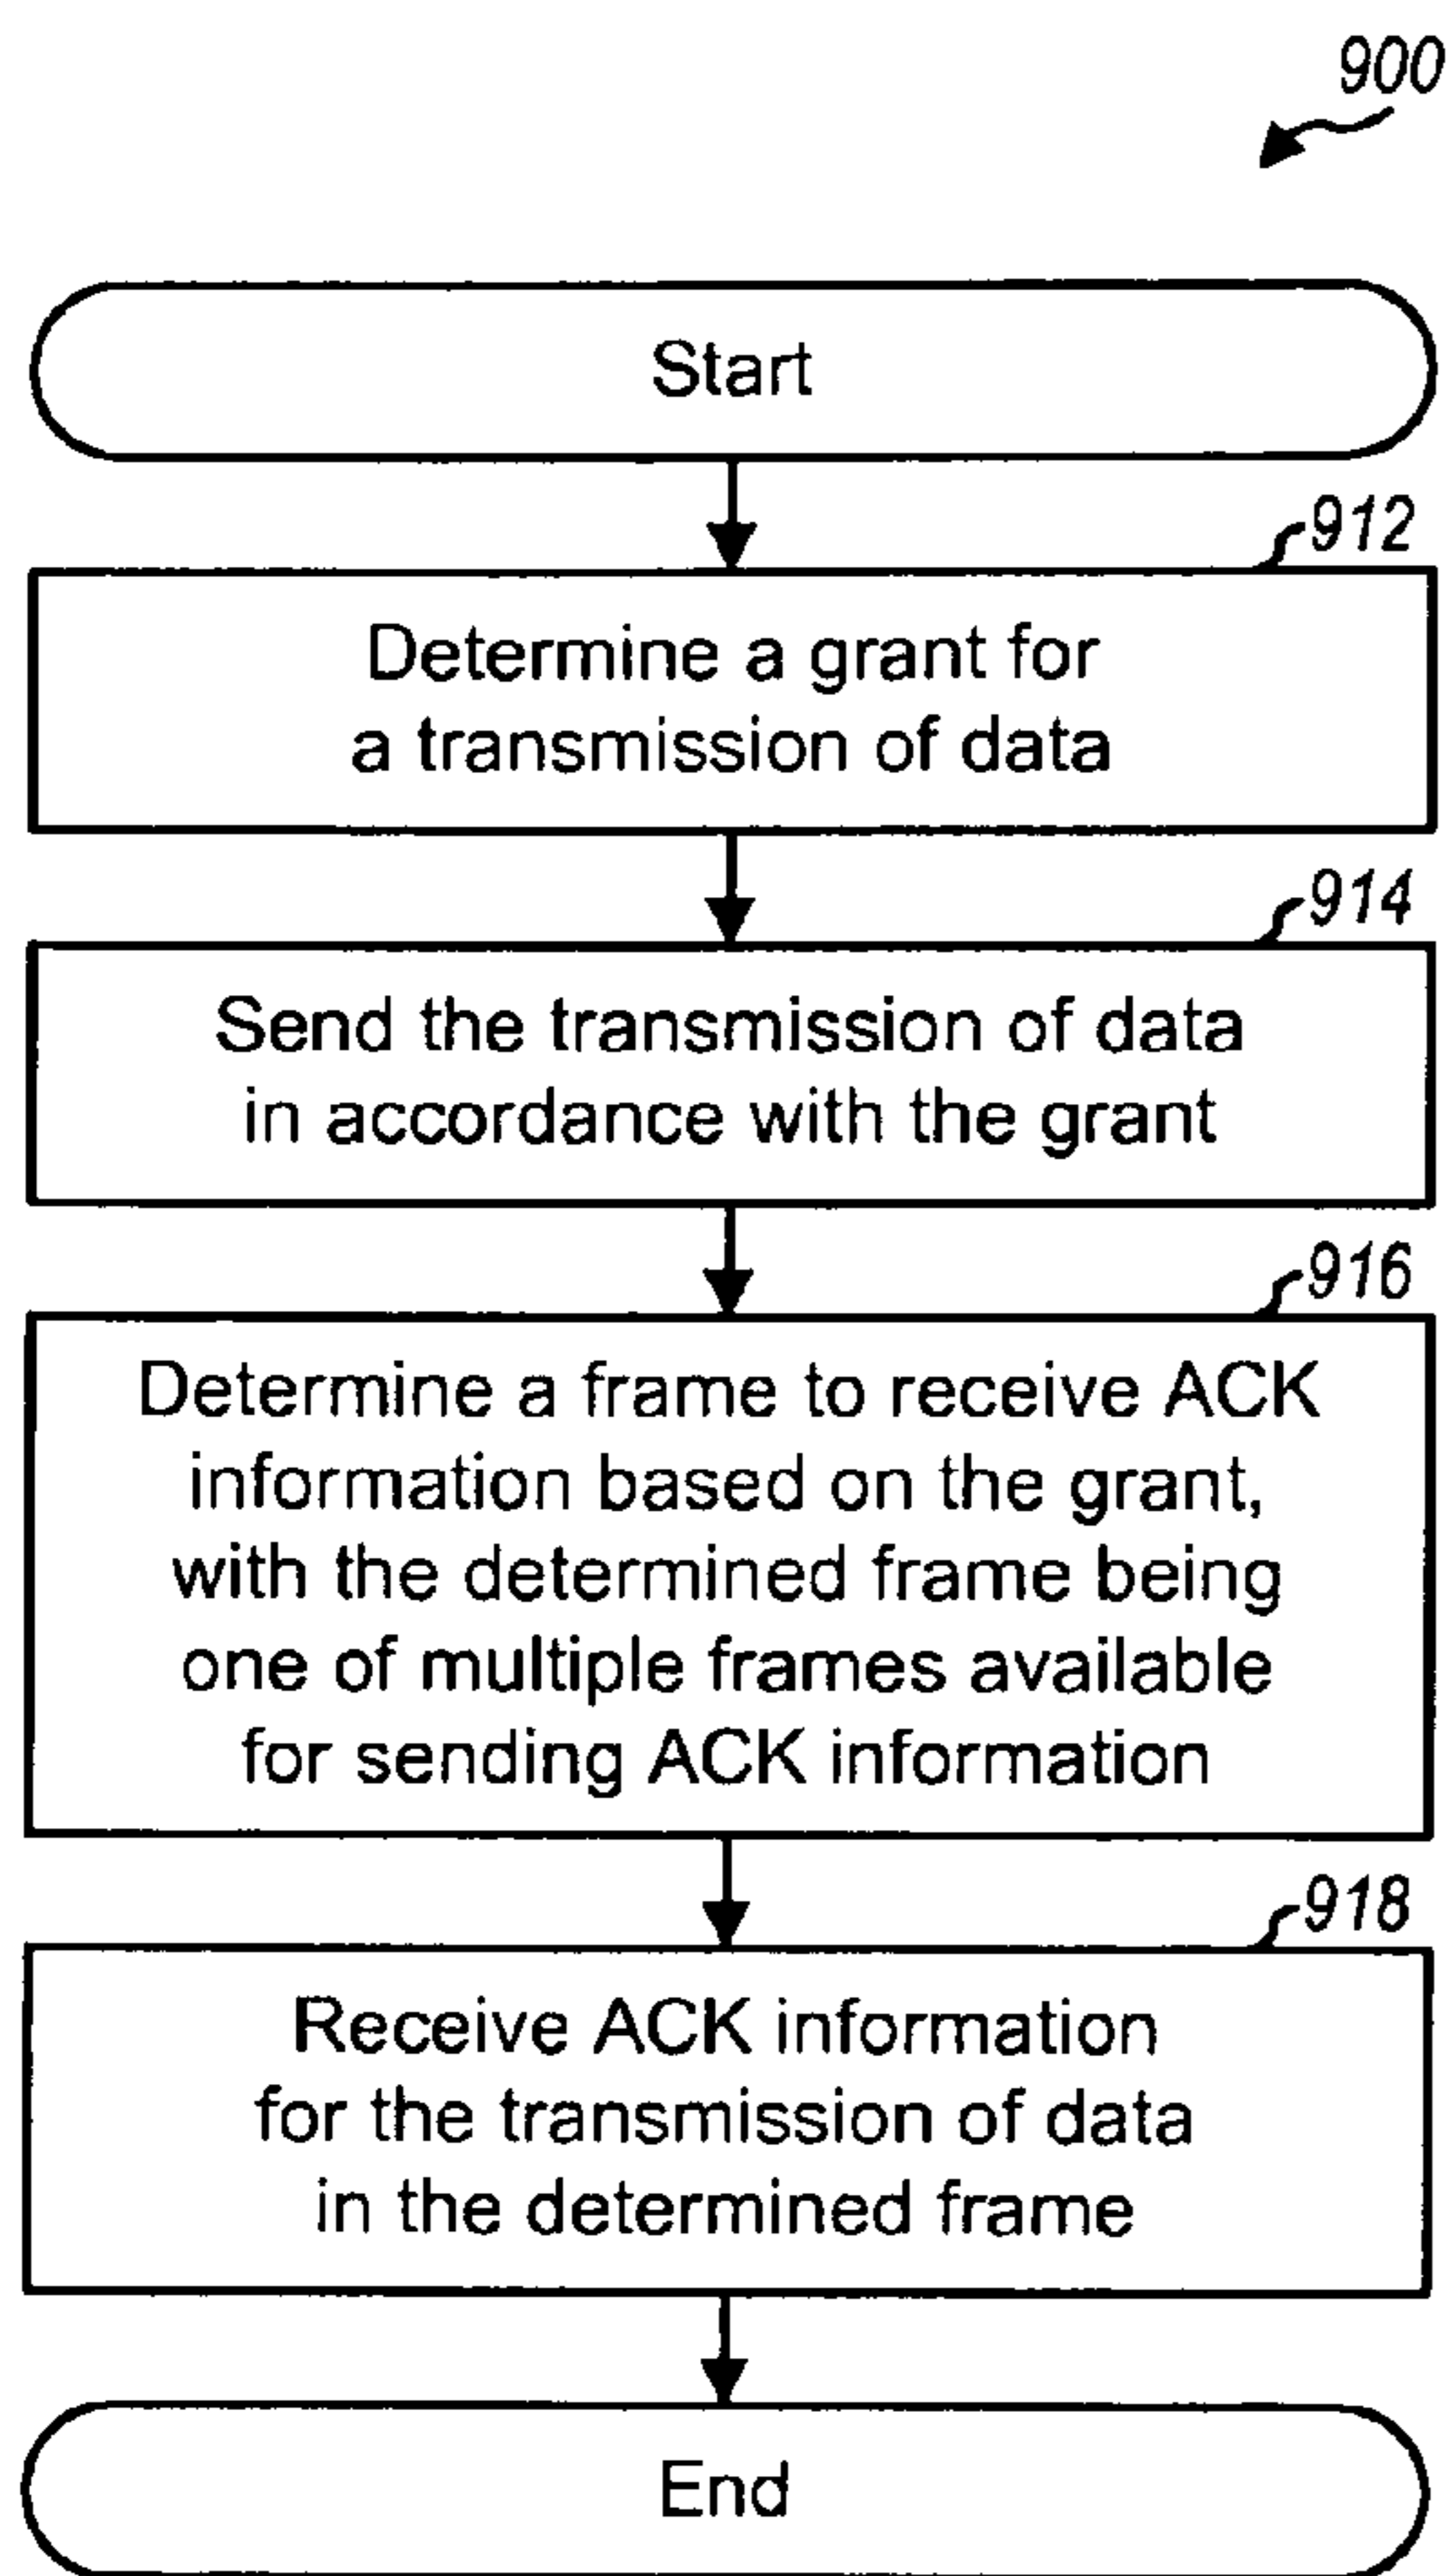 900
Start
912
Determine a grant for
a transmission of data
914
Send the transmission of data
in accordance with the grant
916
Determine a frame to receive ACK
information based on the grant,
with the determined frame being
one of multiple frames available
for sending ACK information
918
Receive ACK information
for the transmission of data
in the determined frame
End